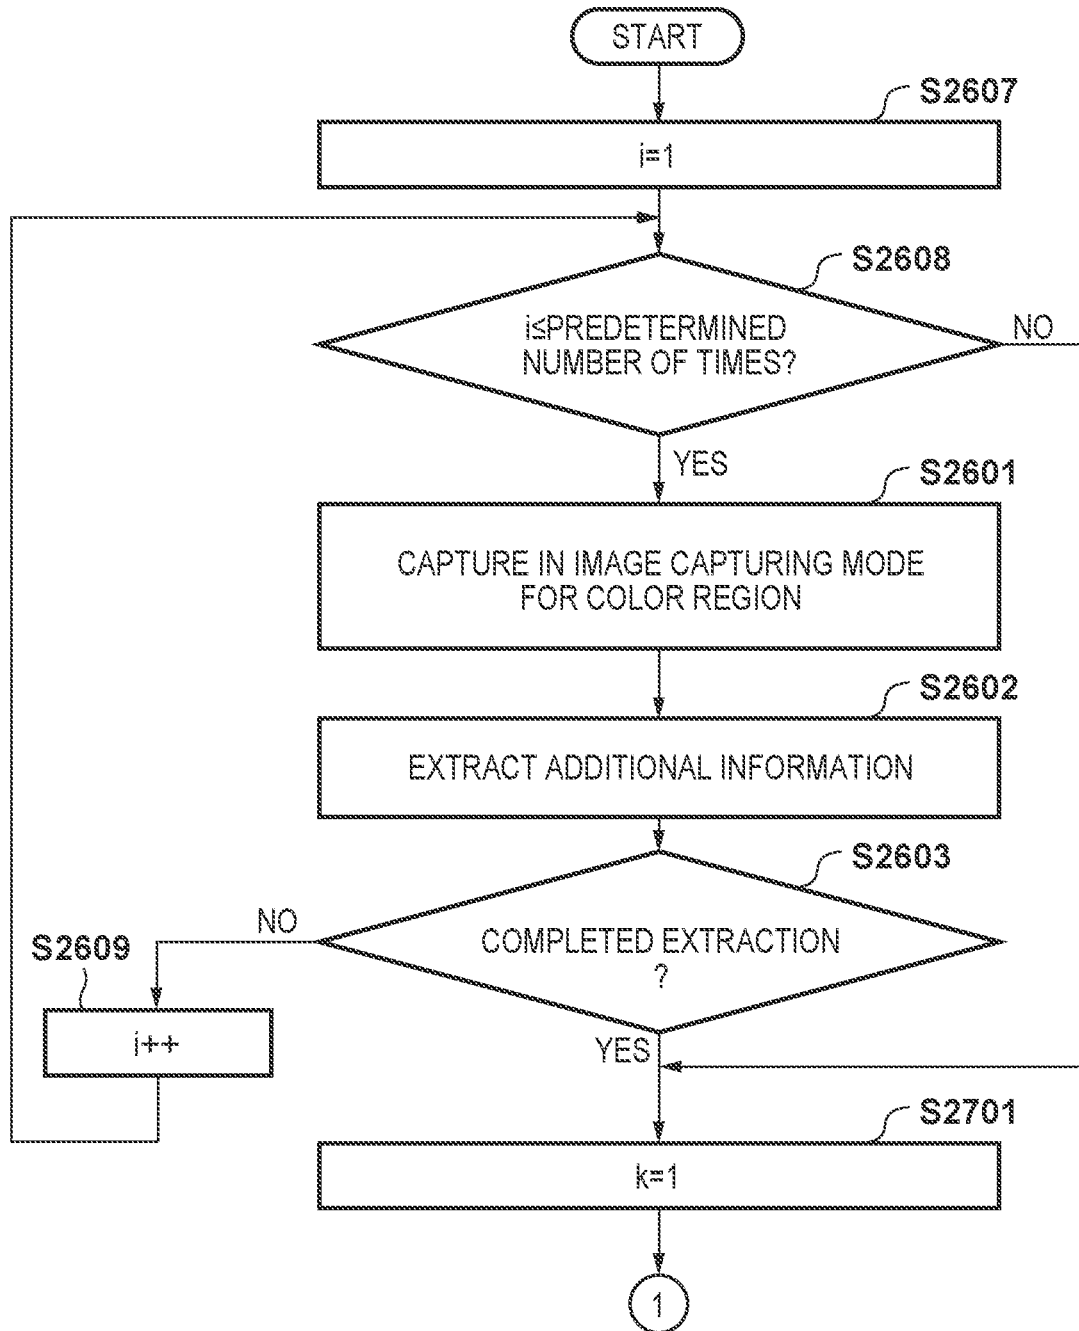 START
S2607
i=1
S2608
i≤PREDETERMINED
NUMBER OF TIMES?
NO
YES
S2601
CAPTURE IN IMAGE CAPTURING MODE
FOR COLOR REGION
S2602
EXTRACT ADDITIONAL INFORMATION
S2603
NO
COMPLETED EXTRACTION
?
S2609
i++
YES
S2701
k=1
1